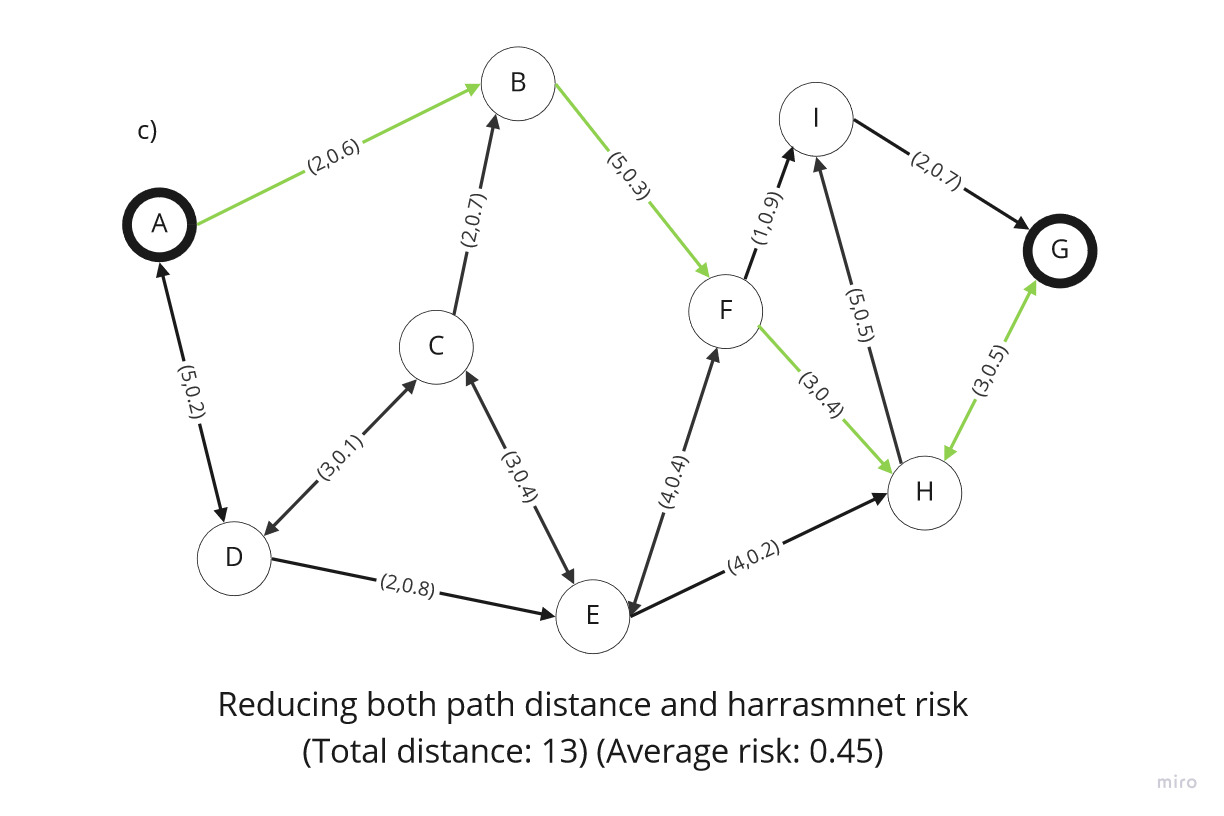 B
I
c)
(2,0.6)
(5,0.3)
(2,0.7)
A
(2,0.7)
(1,0.9)
G
F
(5,0.5)
C
(5,0.2)
(3,0.4)
(3,0.5)
(3,0.1)
(3,0.4)
(4,0.4)
H
D
(4,0.2)
(2,0.8)
E
Reducing both path distance and harrasmnet risk
(Total distance: 13) (Average risk: 0.45)
miro